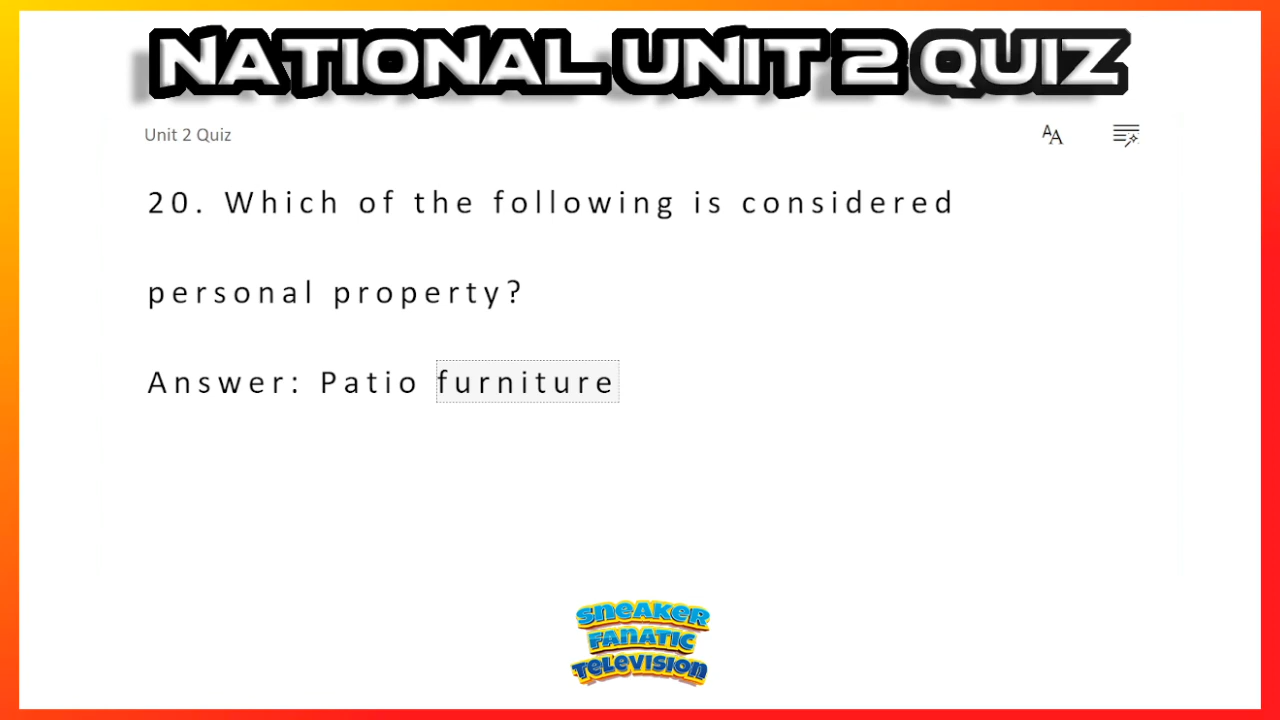 NATIONAL UNIT 2 QUIZ
Unit 2 Quiz
20. Which of the following is considered
personal property?
Answer: Patio furniture
SNEAKER
FANATIC
TELEVISION